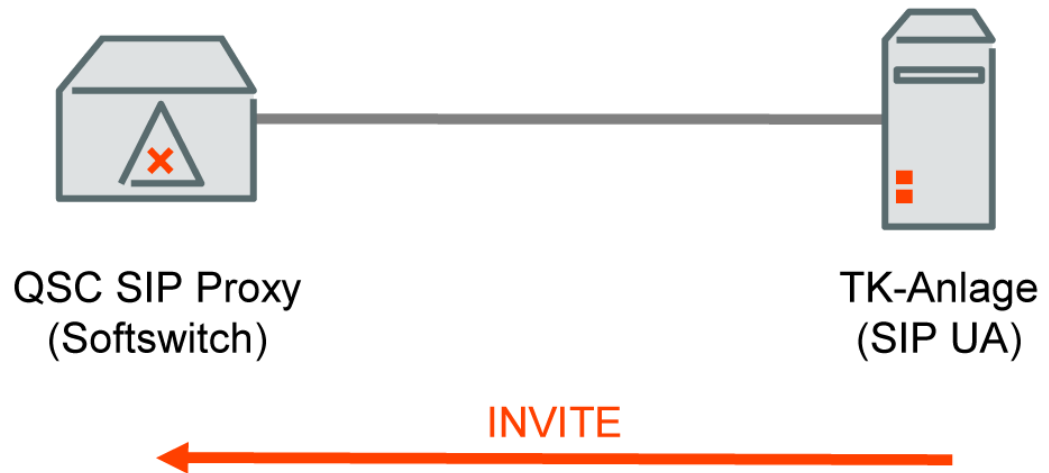 QSC SIP Proxy
(Softswitch)
TK-Anlage
(SIP UA)
INVITE